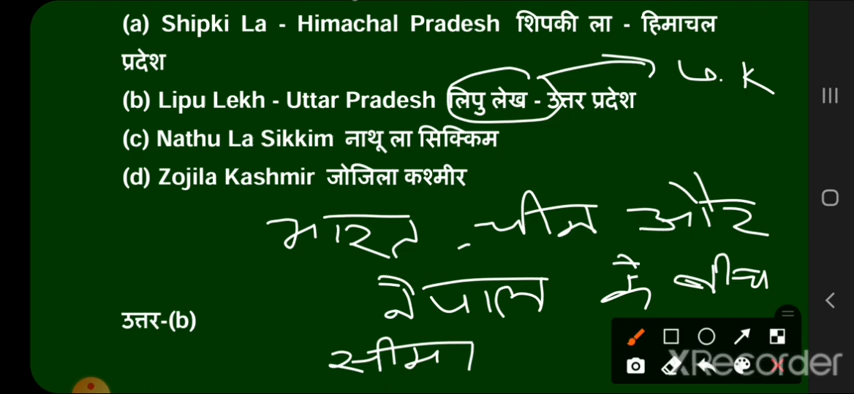 (a) Shipki La - Himachal Pradesh शिपकी ला - हिमाचल
प्रदेश
(b) Lipu Lekh - Uttar Pradesh लिपु लेख - उत्तर प्रदेश
U.K
(c) Nathu La Sikkim नाथू ला सिक्किम
(d) Zojila Kashmir जोजिला कश्मीर
भारत - चीन और
नेपाल के बीच
उत्तर-(b)
सीमा
XRecorder